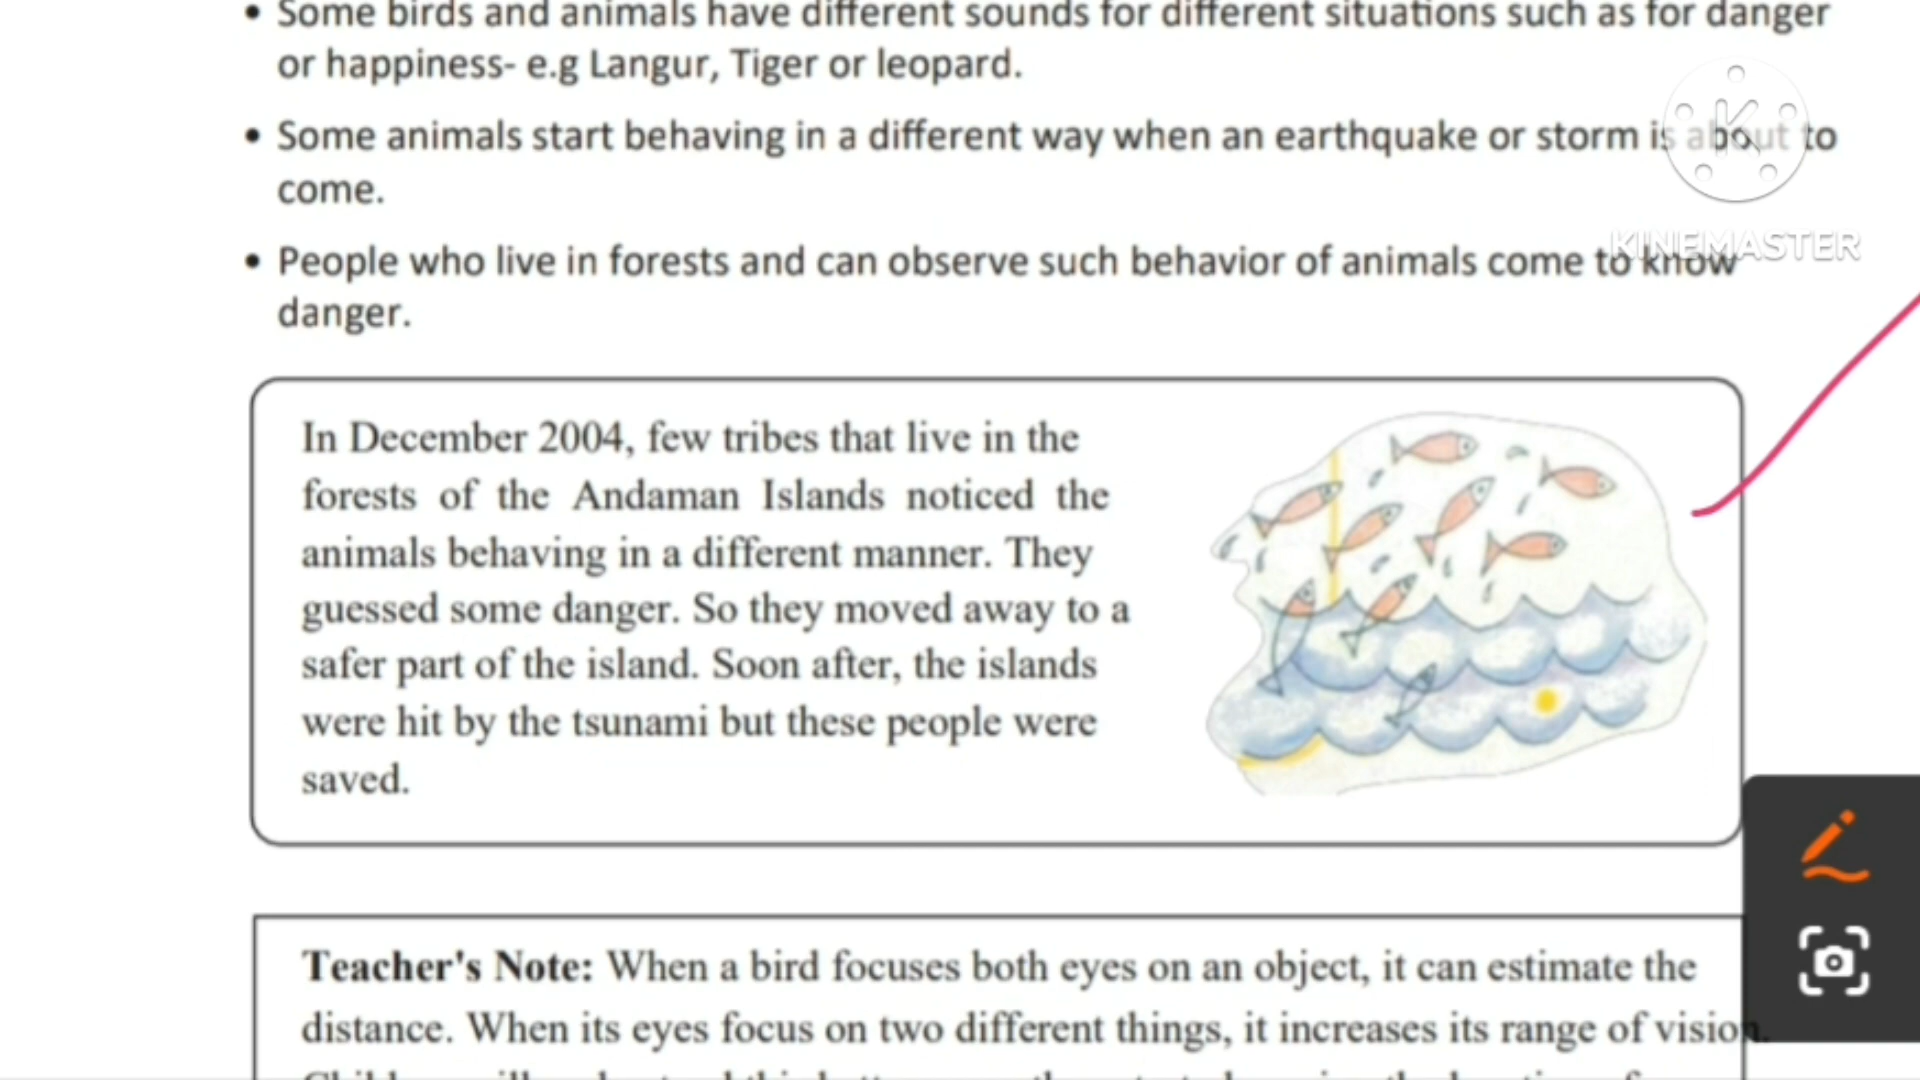 • Some birds and animals have different sounds for different situations such as for danger
or happiness- e.g Langur, Tiger or leopard.
• Some animals start behaving in a different way when an earthquake or storm is about to
come.
• People who live in forests and can observe such behavior of animals come to know
danger.
KINEMASTER
In December 2004, few tribes that live in the
forests of the Andaman Islands noticed the
animals behaving in a different manner. They
guessed some danger. So they moved away to a
safer part of the island. Soon after, the islands
were hit by the tsunami but these people were
saved.
Teacher's Note: When a bird focuses both eyes on an object, it can estimate the
distance. When its eyes focus on two different things, it increases its range of vision.